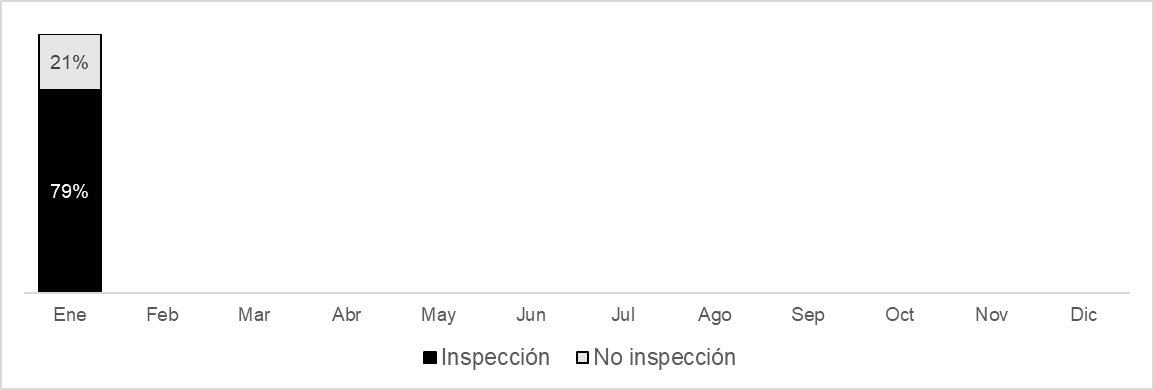 21%
79%
Ene Feb Mar Abr May Jun Jul Ago Sep Oct Nov Dic
Inspección No inspección